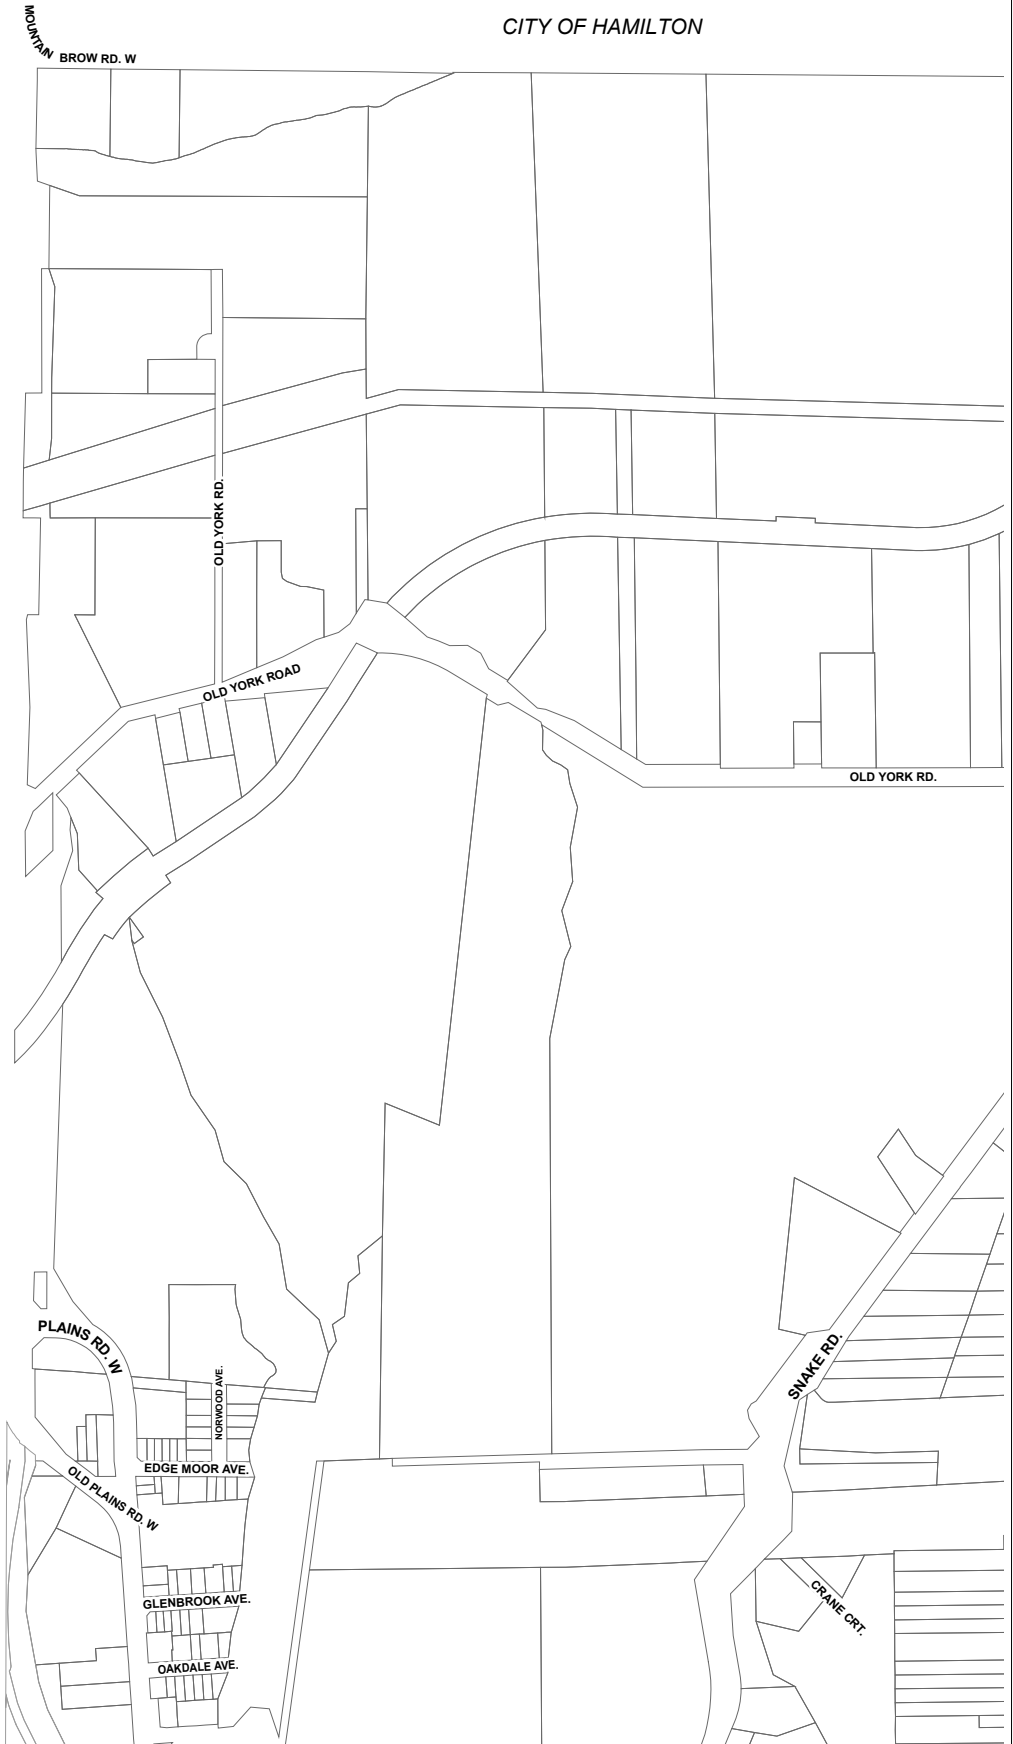 CITY OF HAMILTON
MOUNTAIN
BROW RD. W
OLD YORK RD.
OLD YORK ROAD
OLD YORK RD.
PLAINS RD. W
SNAKE RD.
NORWOOD AVE.
EDGE MOOR AVE.
OLD PLAINS RD. W
GLENBROOK AVE.
CRANE CRT.
OAKDALE AVE.